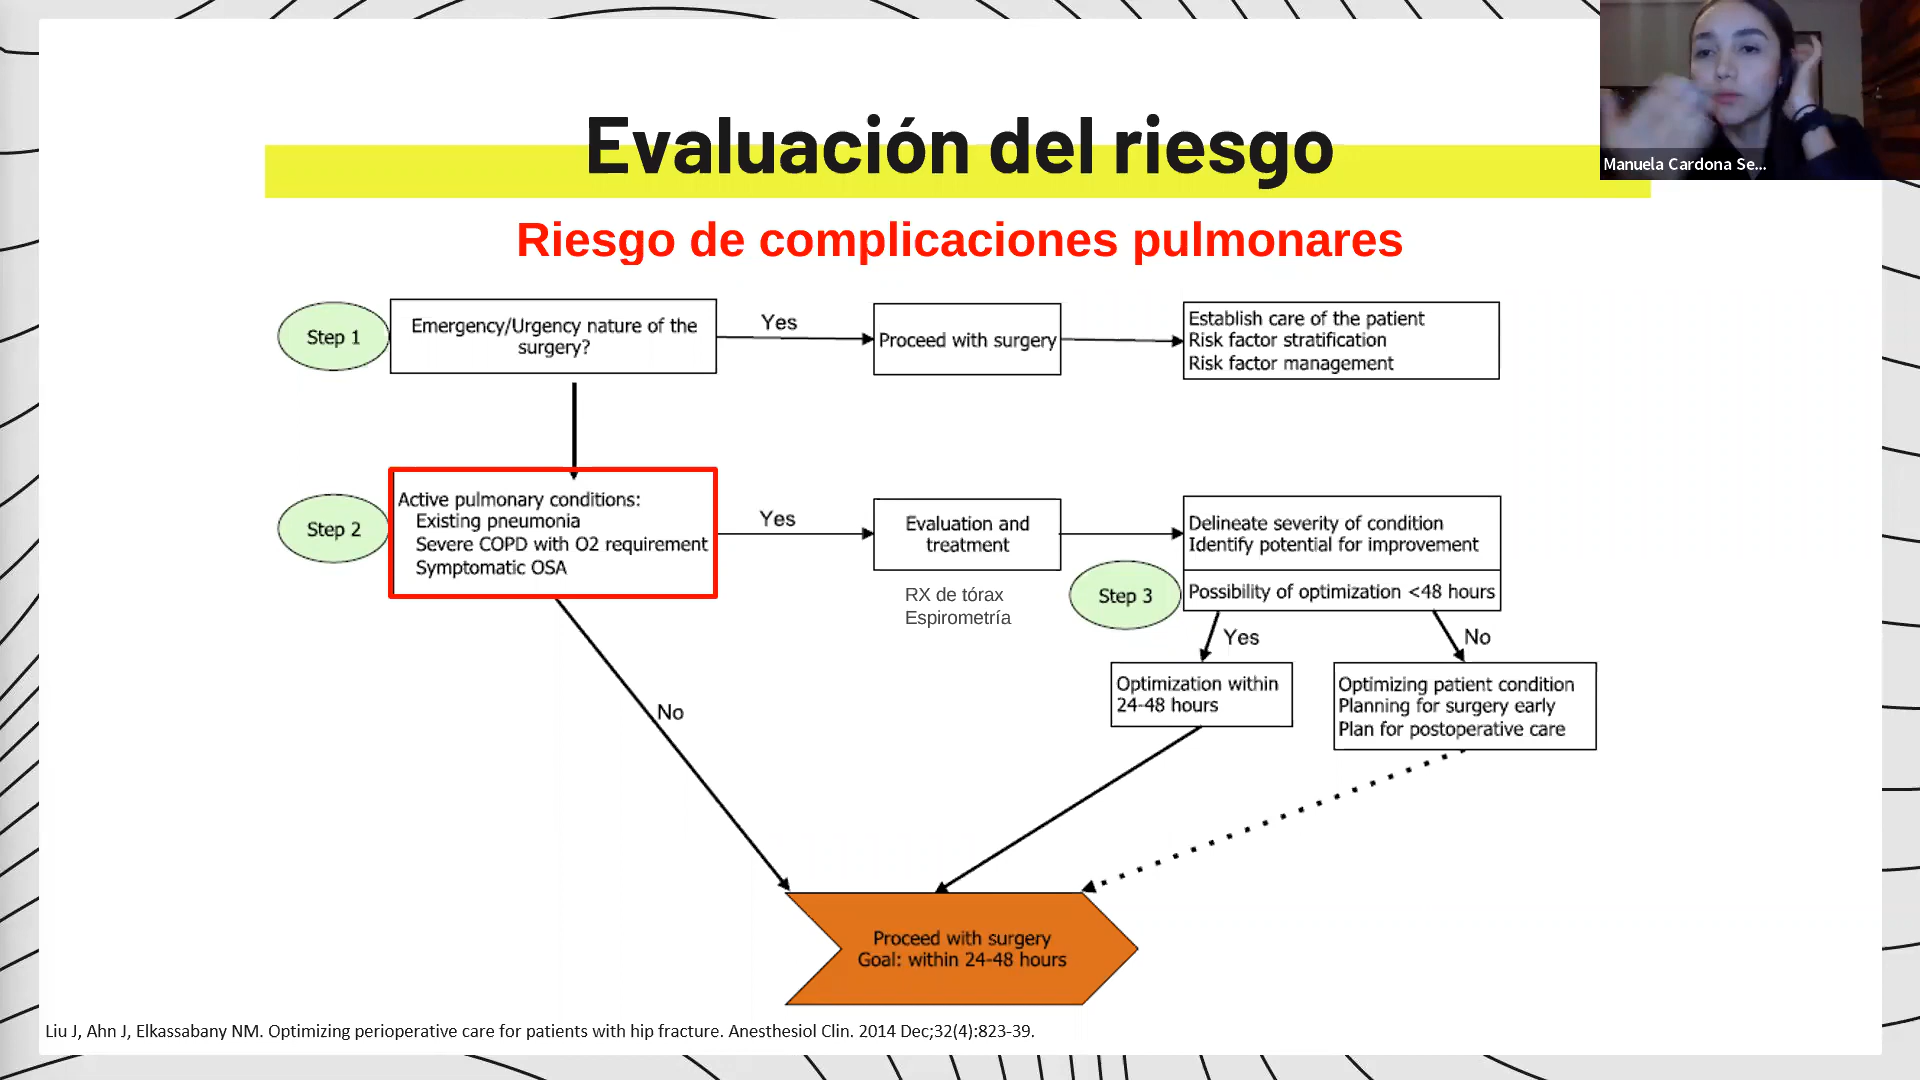 Manuela Cardona Se...
Evaluación del riesgo
Riesgo de complicaciones pulmonares
Step 1
Emergency/Urgency nature of the
surgery?
Yes
Proceed with surgery
Establish care of the patient
Risk factor stratification
Risk factor management
Step 2
Active pulmonary conditions:
Existing pneumonia
Severe COPD with O2 requirement
Symptomatic OSA
Yes
Evaluation and
treatment
RX de tórax
Espirometría
Delineate severity of condition
Identify potential for improvement
Step 3
Possibility of optimization <48 hours
Yes
No
Optimization within
24-48 hours
Optimizing patient condition
Planning for surgery early
Plan for postoperative care
No
Proceed with surgery
Goal: within 24-48 hours
Liu J, Ahn J, Elkassabany NM. Optimizing perioperative care for patients with hip fracture. Anesthesiol Clin. 2014 Dec;32(4):823-39.